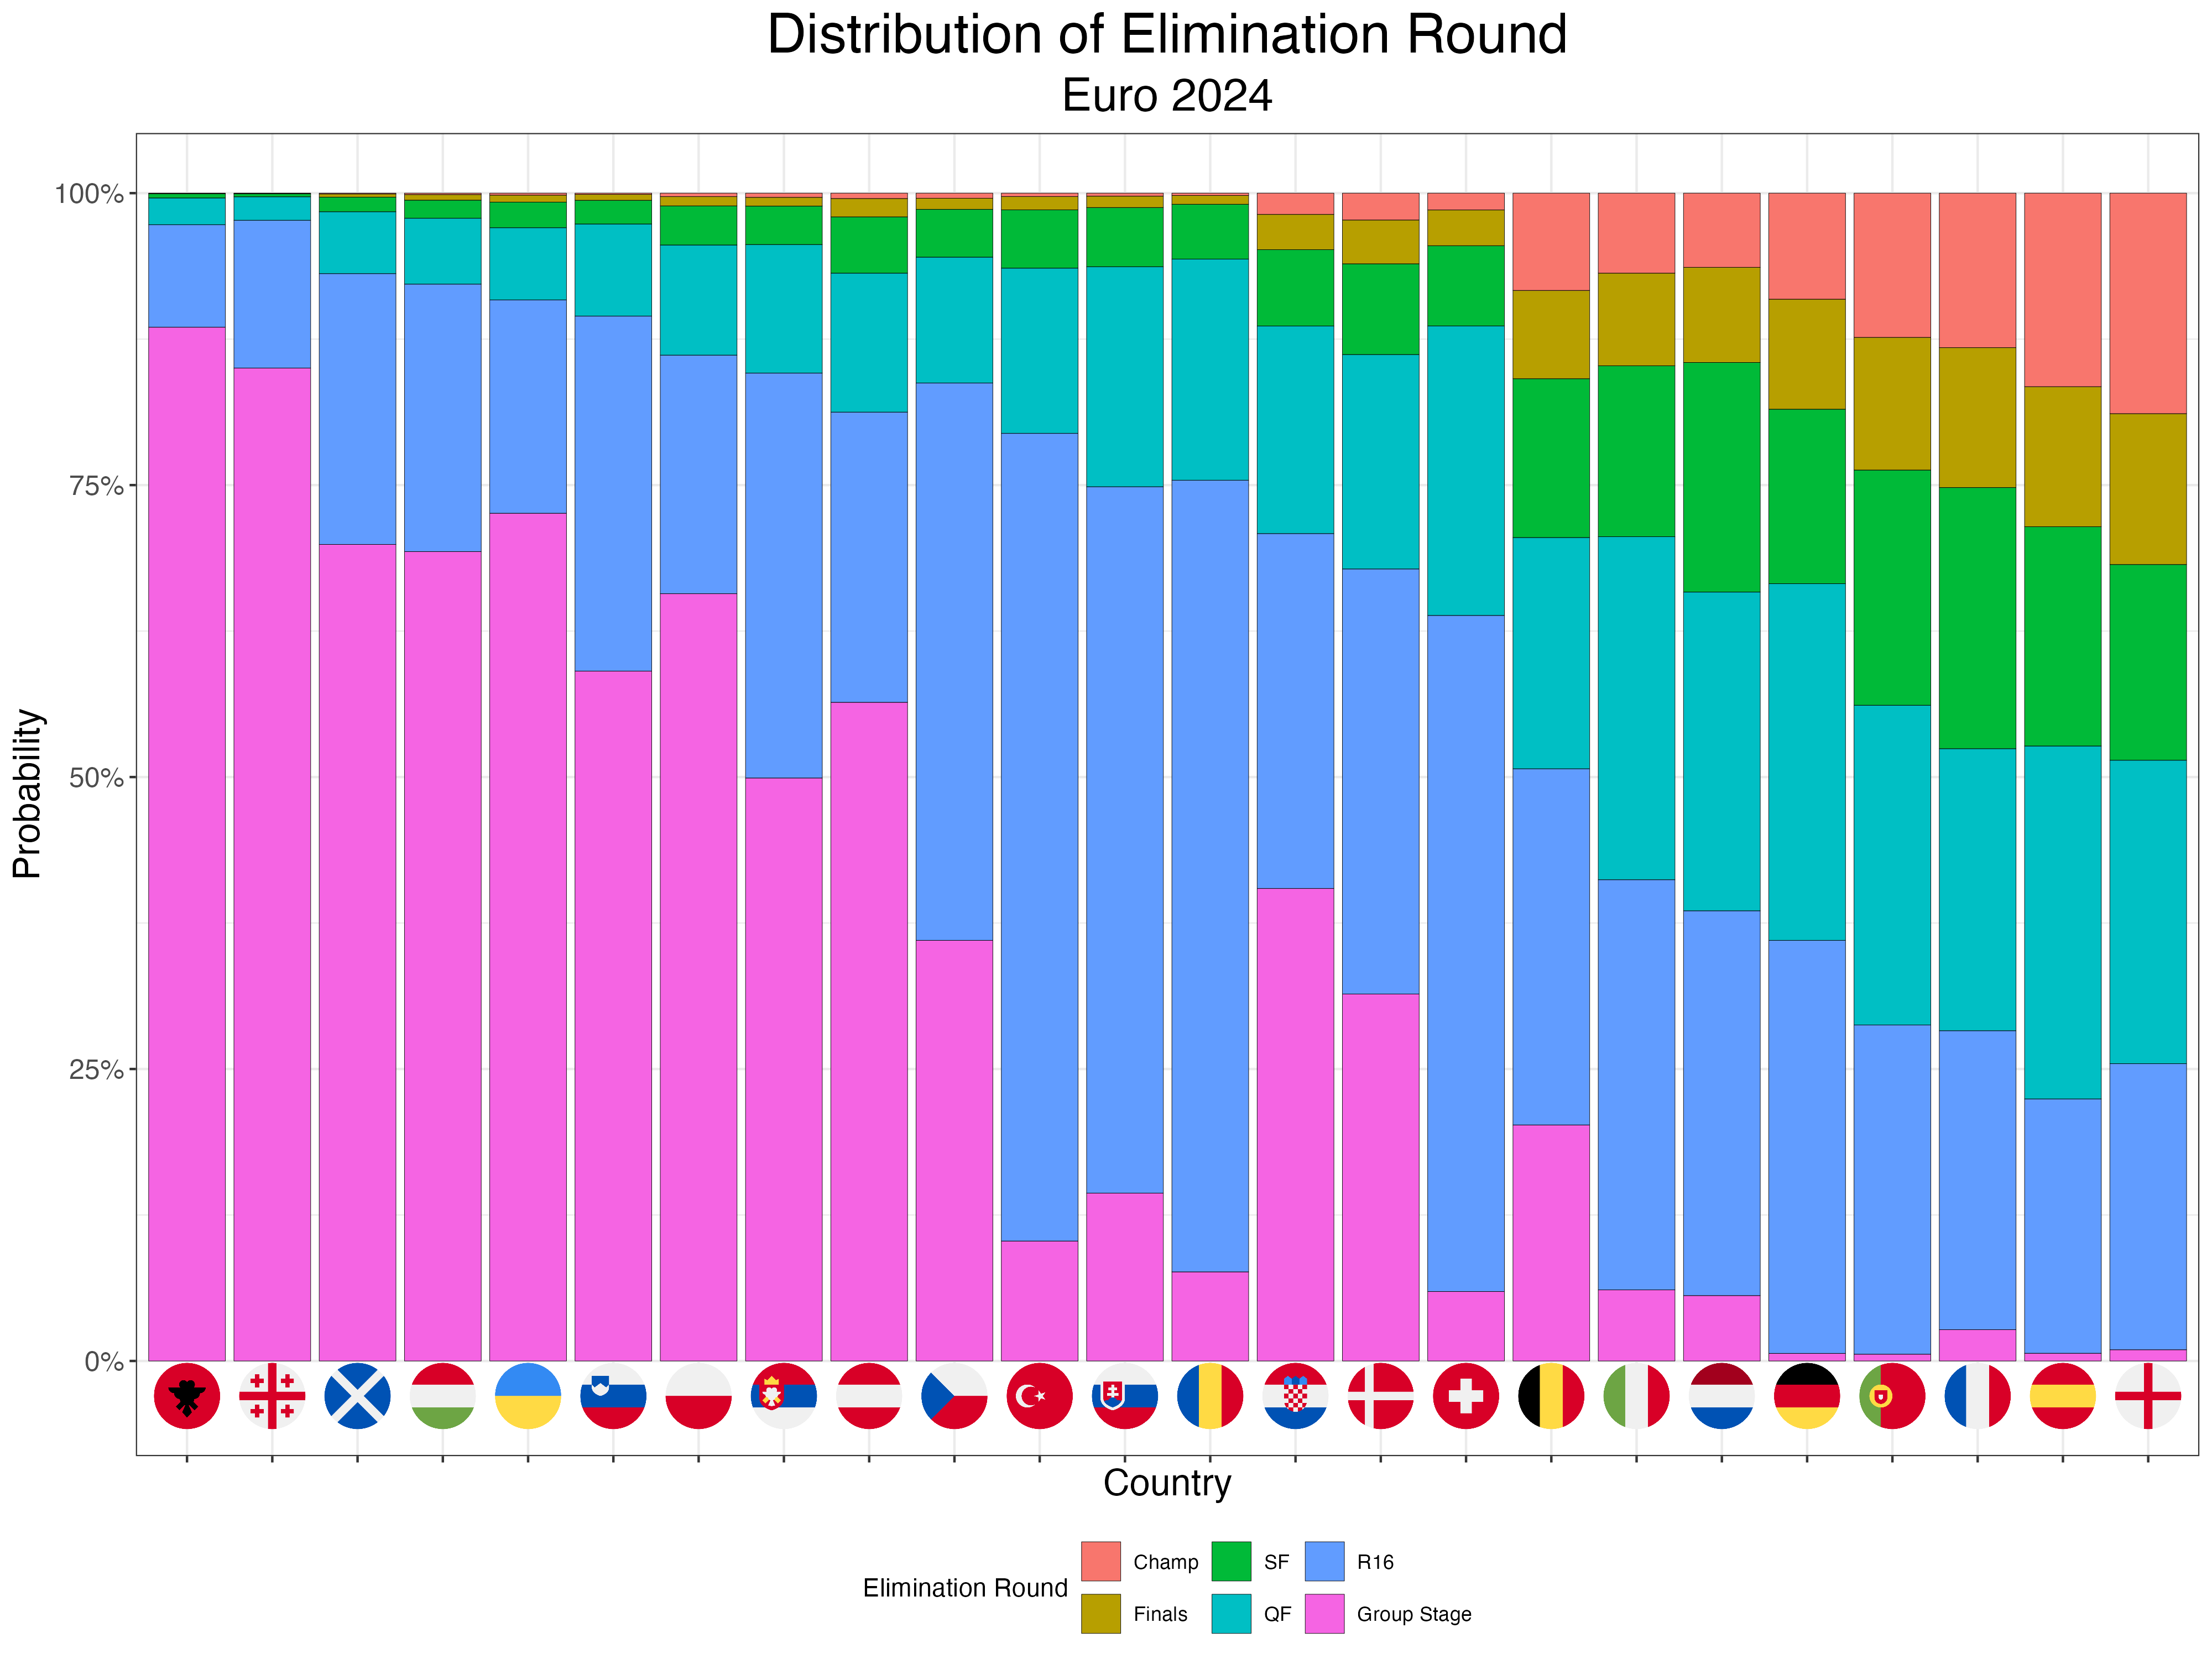 Distribution of Elimination Round
Euro 2024
Probability
100%
75%
50%
25%
0%
Country
Elimination Round
Champ SF R16
Finals QF Group Stage